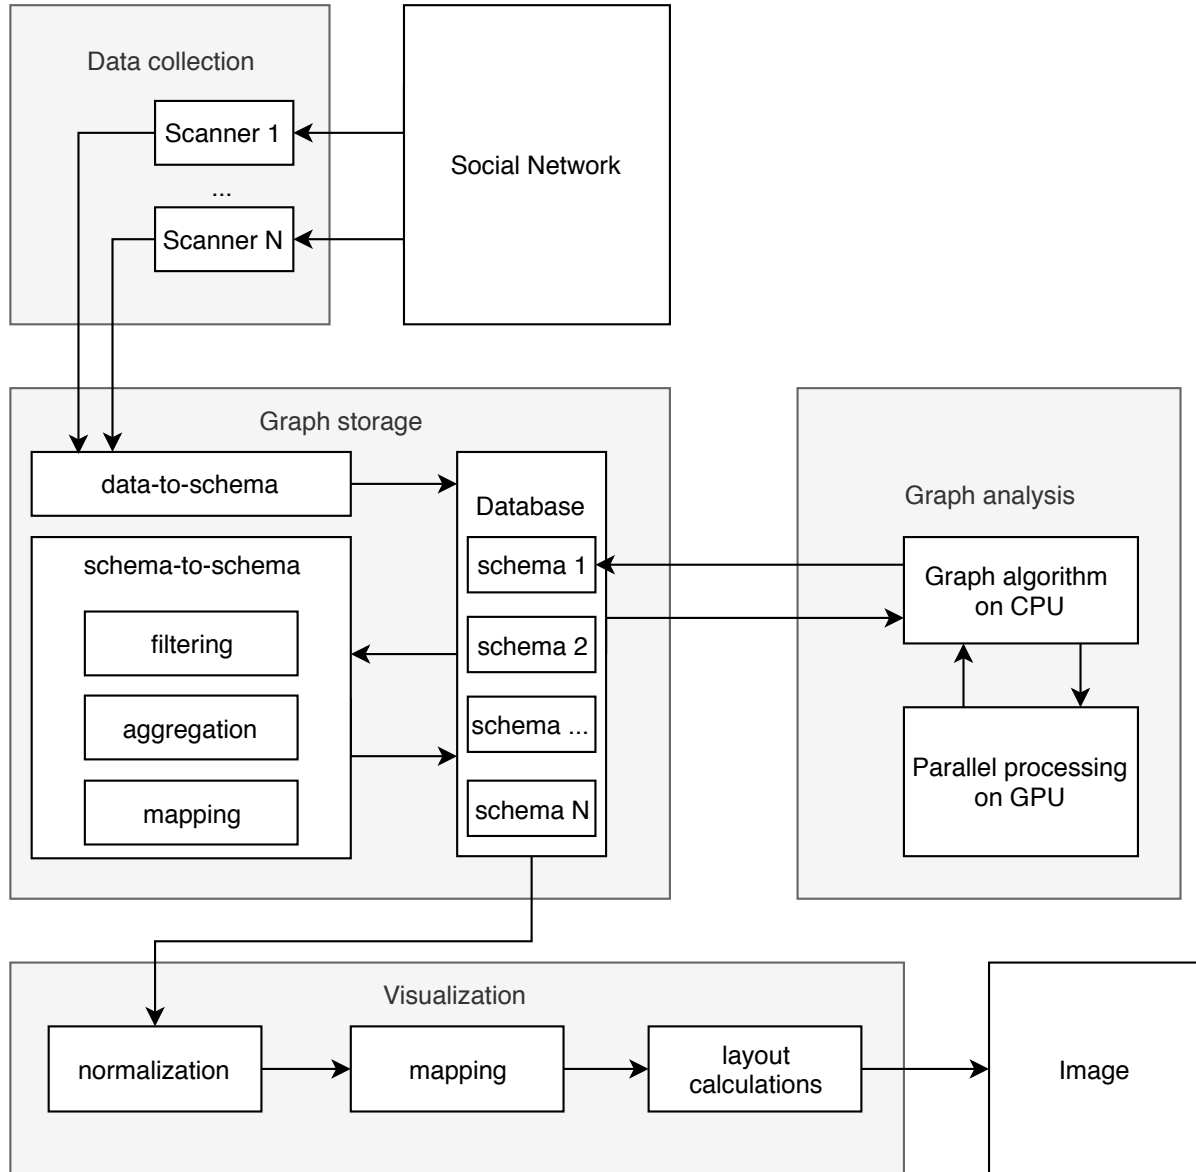 Data collection
Scanner 1
...
Scanner N
Social Network
Graph storage
data-to-schema
schema-to-schema
filtering
aggregation
mapping
Database
schema 1
schema 2
schema ...
schema N
Graph analysis
Graph algorithm
on CPU
Parallel processing
on GPU
Visualization
normalization
mapping
layout
calculations
Image